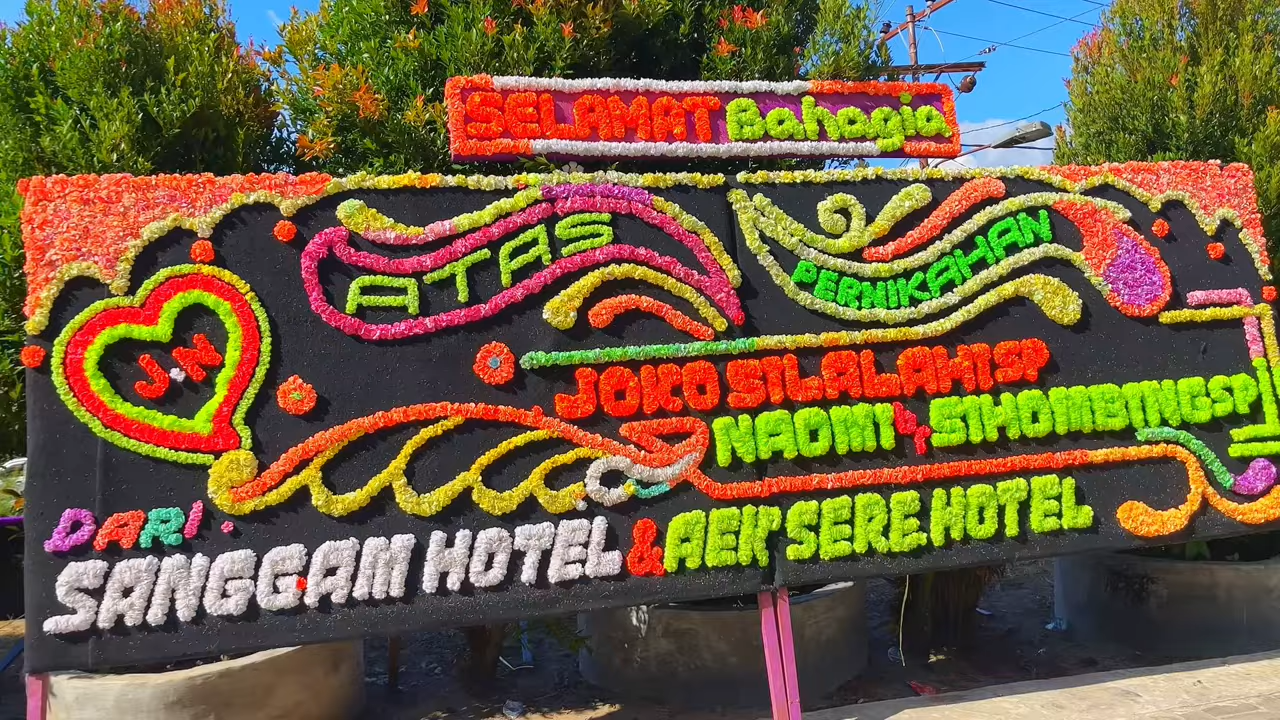 SELAMAT Bahagia
ATAS PERNIKAHAN
J.N
JOKO SILALAHI SP
NAOMI Y SIHOMBING SP
DARI.
SANGGAM HOTEL & AEK SERE HOTEL